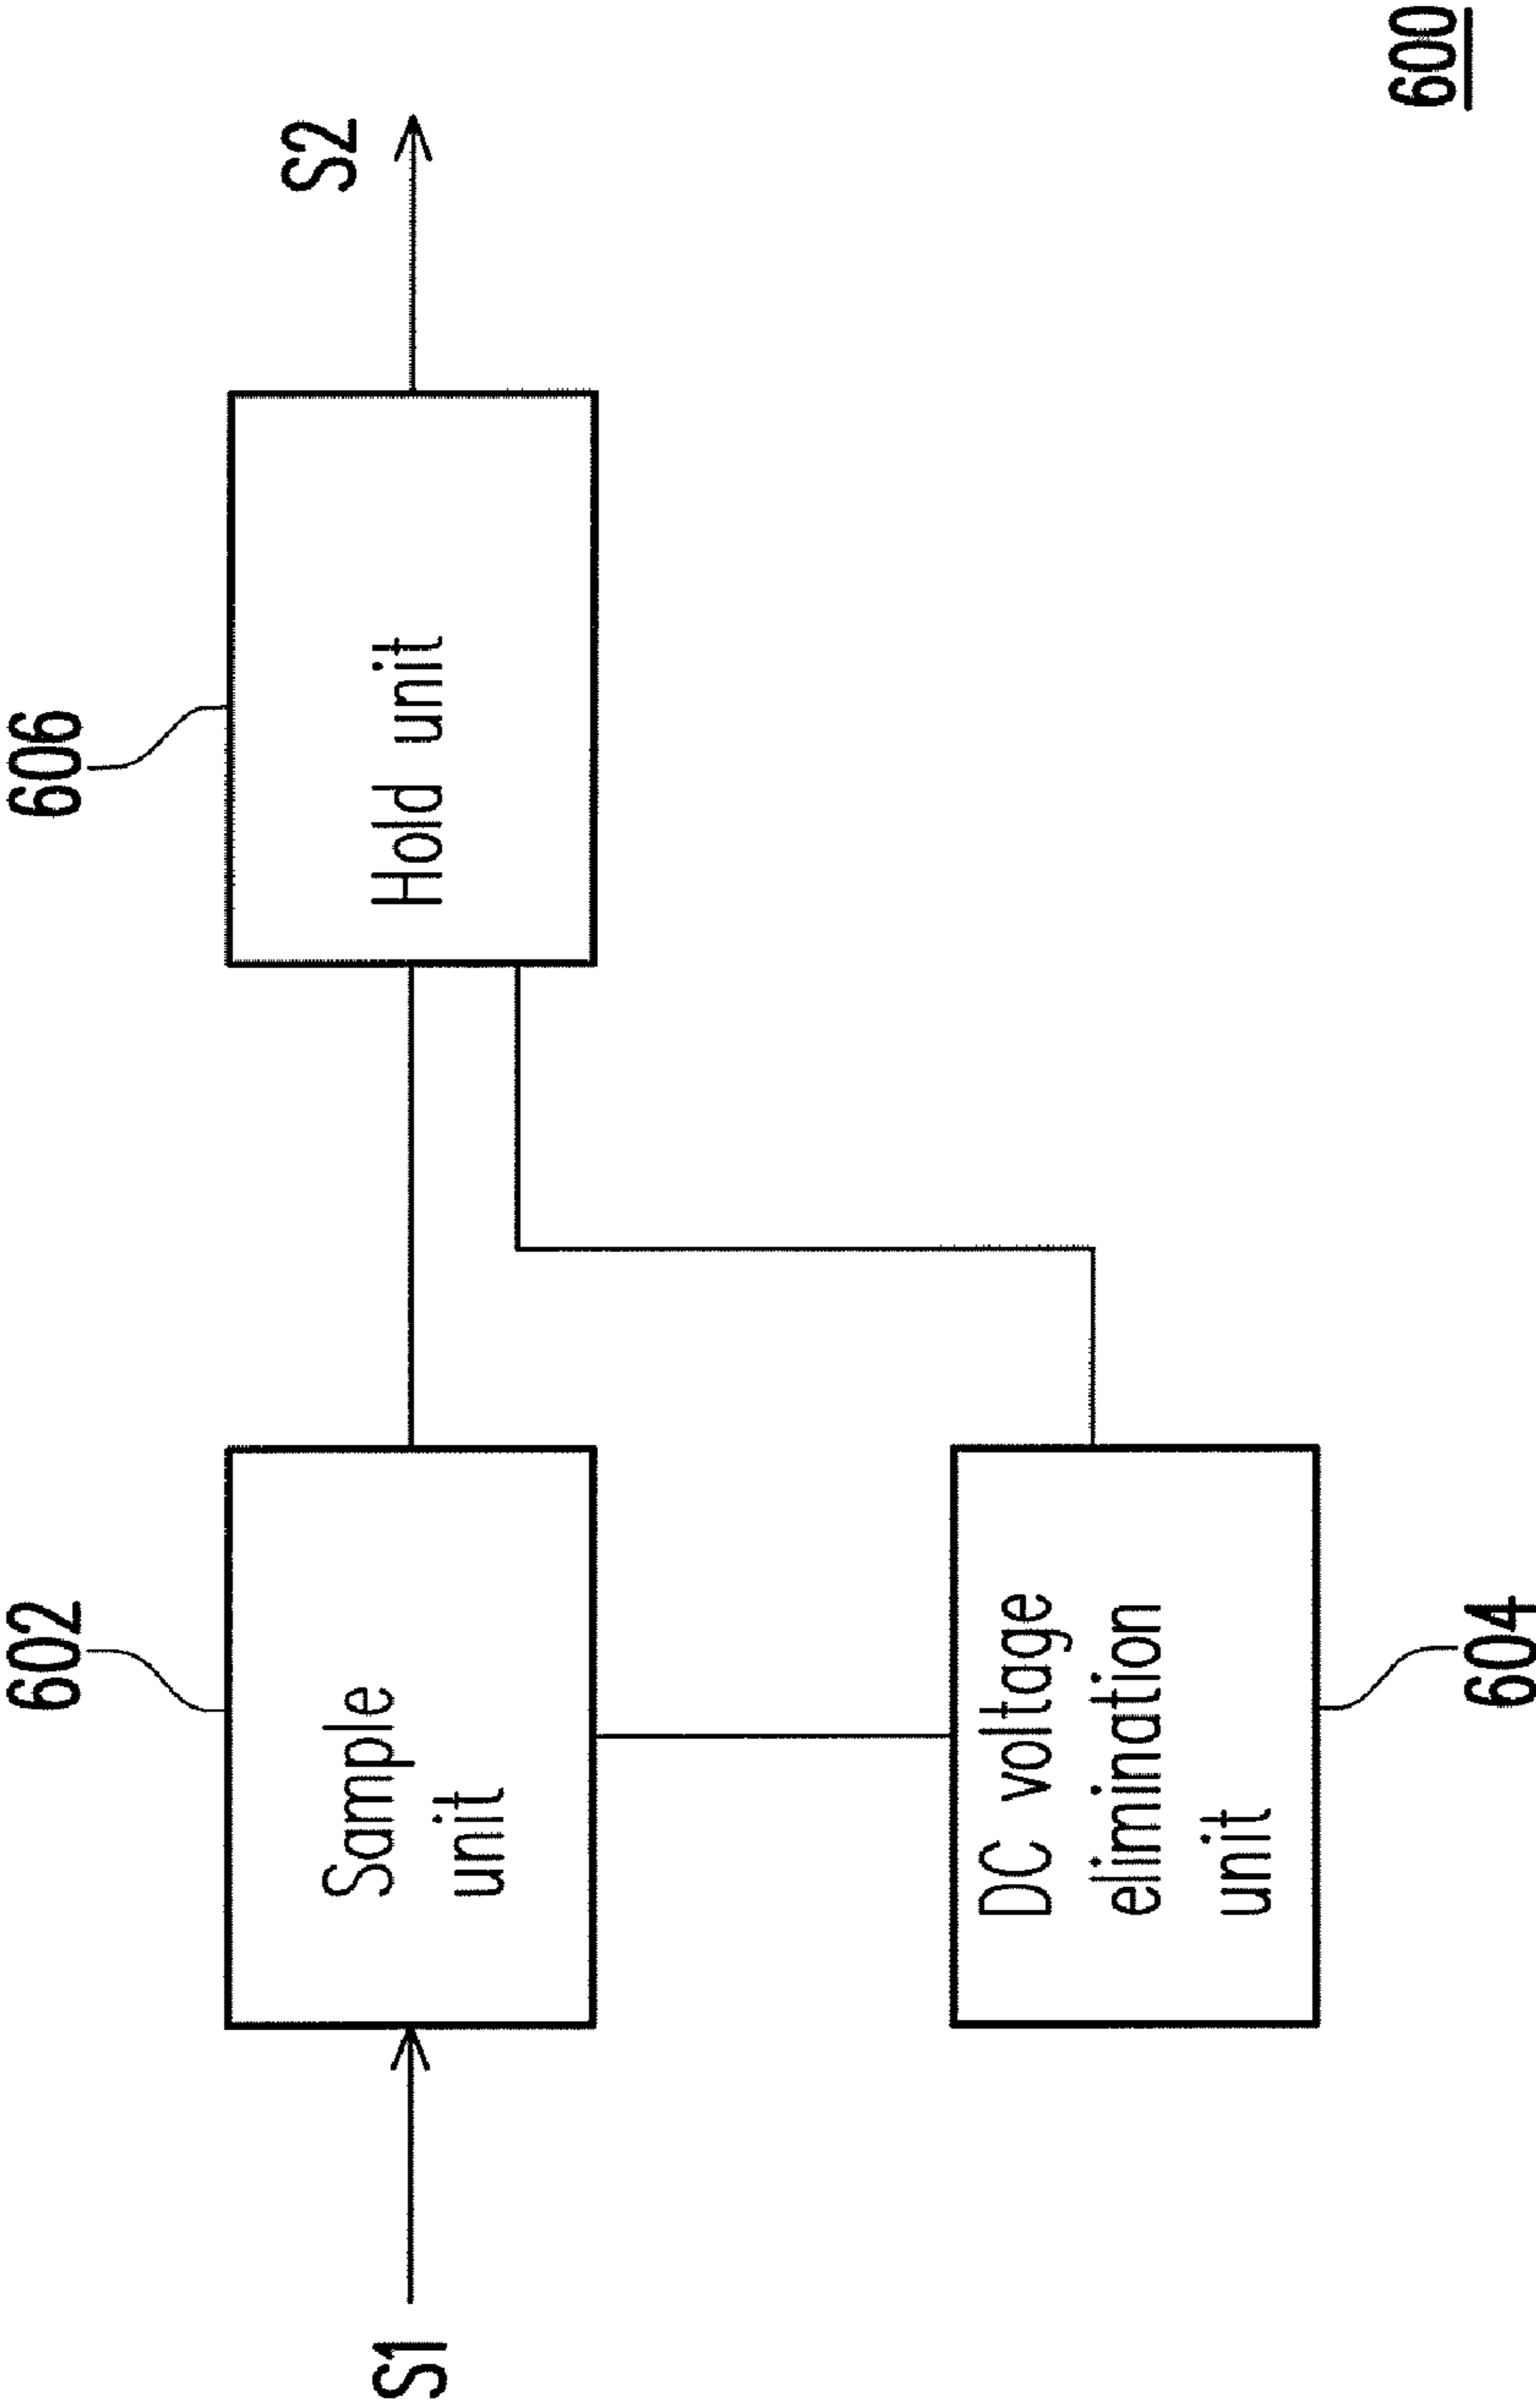 602
606
S1
Sample
unit
Hold unit
S2
DC voltage
elimination
unit
604
600